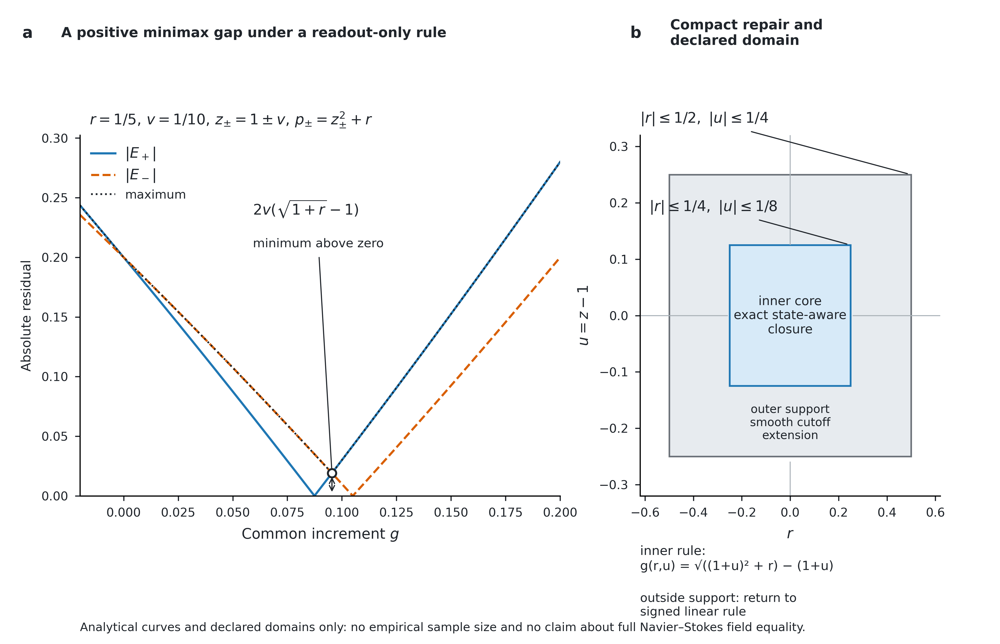 a
A positive minimax gap under a readout-only rule
r = 1/5, v = 1/10, z± = 1 ± v, p± = z±² + r
0.30
0.25
0.20
0.15
0.10
0.05
0.00
Absolute residual
|E₊|
|E₋|
maximum
2v(√1 + r − 1)
minimum above zero
0.000 0.025 0.050 0.075 0.100 0.125 0.150 0.175 0.200
Common increment g
b
Compact repair and
declared domain
|r| ≤ 1/2, |u| ≤ 1/4
0.3
0.2
0.1
0.0
−0.1
−0.2
−0.3
u = z − 1
|r| ≤ 1/4, |u| ≤ 1/8
inner core
exact state-aware
closure
outer support
smooth cutoff
extension
−0.6 −0.4 −0.2 0.0 0.2 0.4 0.6
r
inner rule:
g(r,u) = √((1+u)² + r) − (1+u)
outside support: return to
signed linear rule
Analytical curves and declared domains only: no empirical sample size and no claim about full Navier–Stokes field equality.